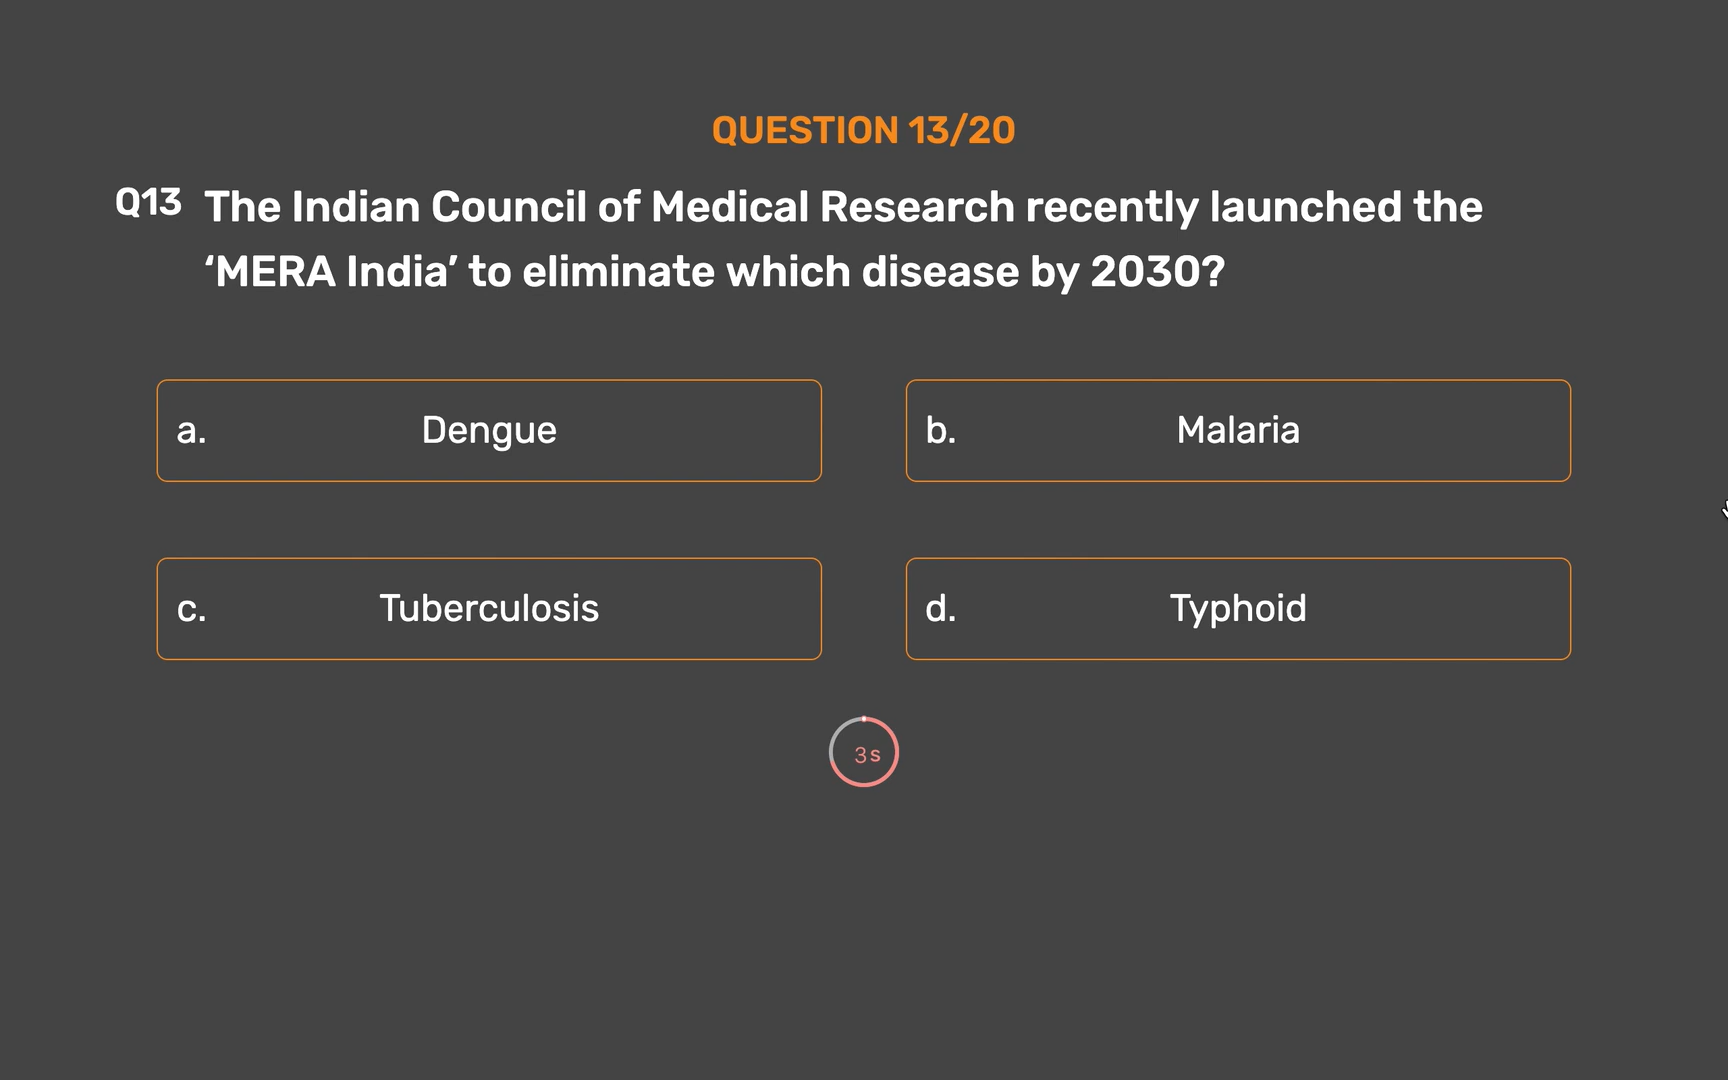 QUESTION 13/20
Q13 The Indian Council of Medical Research recently launched the
‘MERA India’ to eliminate which disease by 2030?
a. Dengue
b. Malaria
c. Tuberculosis
d. Typhoid
3 s